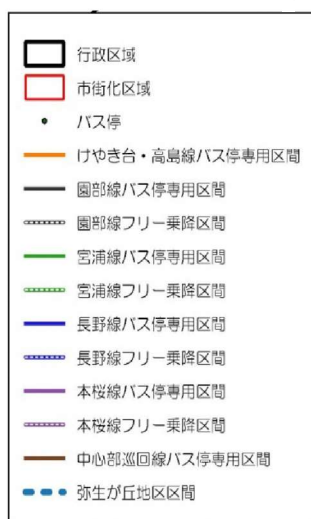 行政区域
市街化区域
バス停
けやき台・高島線バス停専用区間
園部線バス停専用区間
園部線フリー乗降区間
宮浦線バス停専用区間
宮浦線フリー乗降区間
長野線バス停専用区間
長野線フリー乗降区間
本桜線バス停専用区間
本桜線フリー乗降区間
中心部巡回線バス停専用区間
弥生が丘地区区間